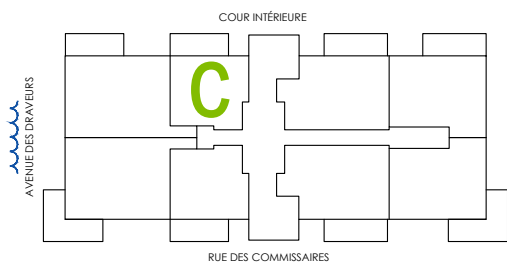 COUR INTÉRIEURE
C
AVENUE DES DRAVEURS
RUE DES COMMISSAIRES